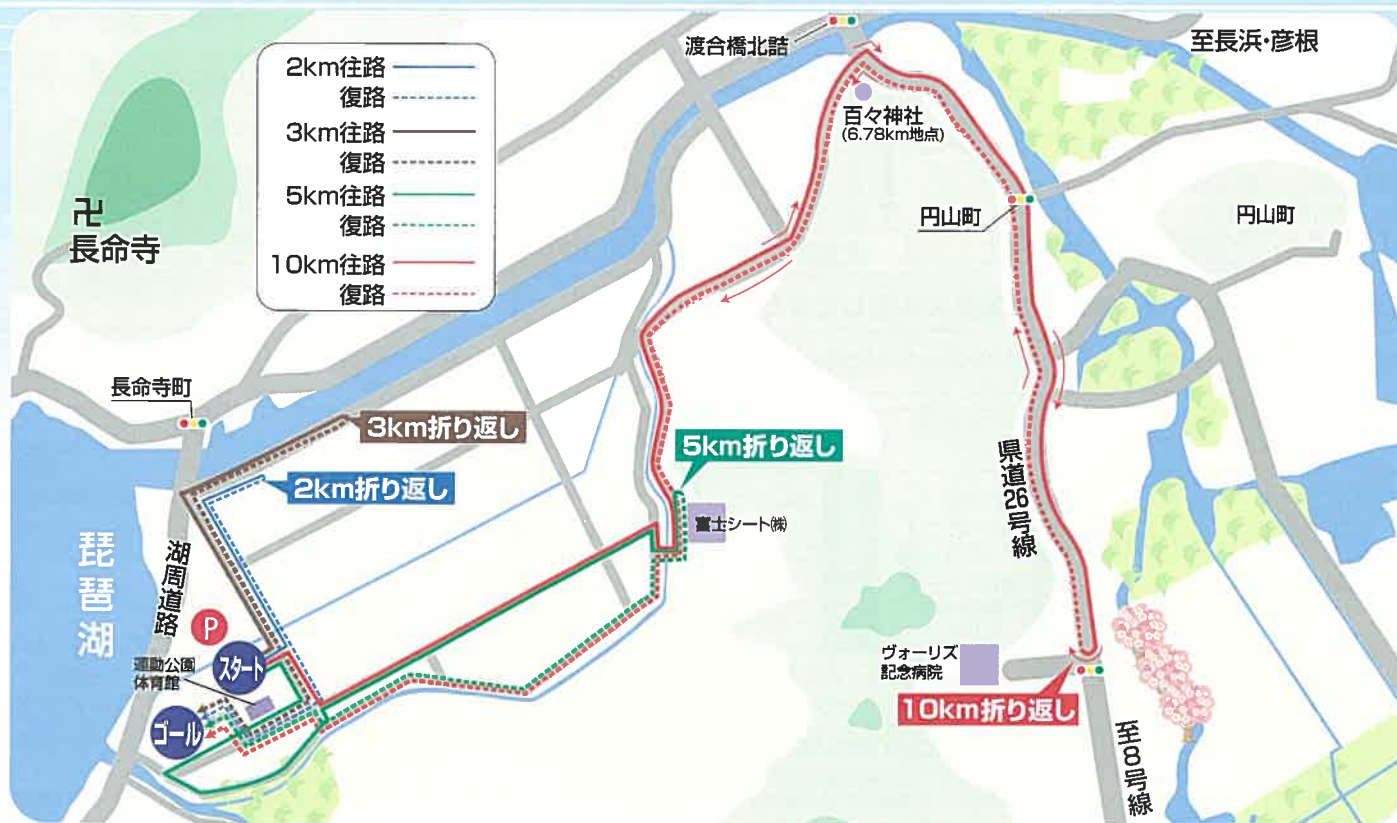 2km往路
復路
3km往路
復路
5km往路
復路
10km往路
復路
渡合橋北詰
至長浜・彦根
百々神社
(6.78km地点)
円山町
円山町
卍
長命寺
長命寺町
3km折り返し
2km折り返し
5km折り返し
富士シート㈱
県道26号線
琵琶湖
湖周道路
P
スタート
運動公園
体育館
ゴール
ヴォーリズ
記念病院
10km折り返し
至8号線